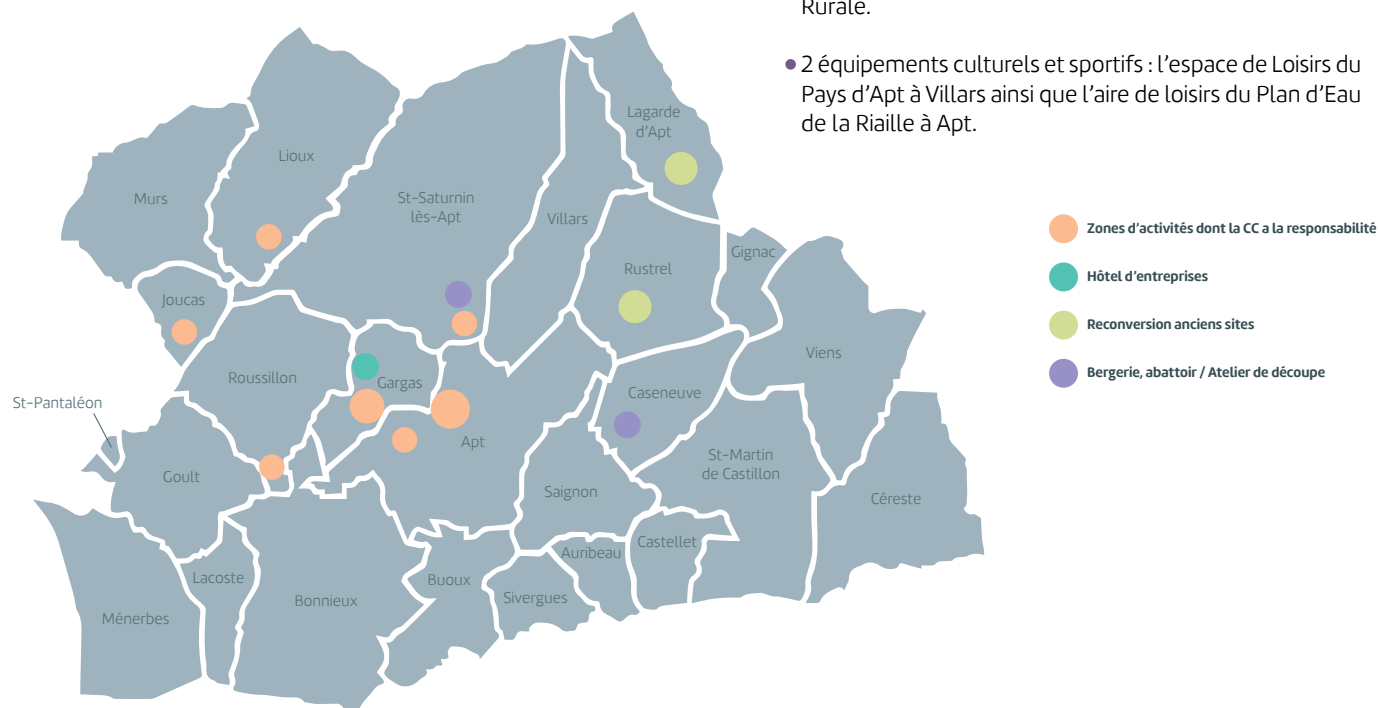 Rurale.
• 2 équipements culturels et sportifs : l'espace de Loisirs du
Pays d'Apt à Villars ainsi que l'aire de loisirs du Plan d'Eau
de la Riaille à Apt.
Lagarde
d'Apt
Lioux
Murs
St-Saturnin
lès-Apt
Villars
Gignac
Rustrel
Joucas
Viens
Roussillon
Gargas
Caseneuve
St-Pantaléon
Apt
St-Martin
de Castillon
Goult
Saignon
Céreste
Castellet
Auribeau
Lacoste
Buoux
Sivergues
Bonnieux
Ménerbes
Zones d'activités dont la CC a la responsabilité
Hôtel d'entreprises
Reconversion anciens sites
Bergerie, abattoir / Atelier de découpe